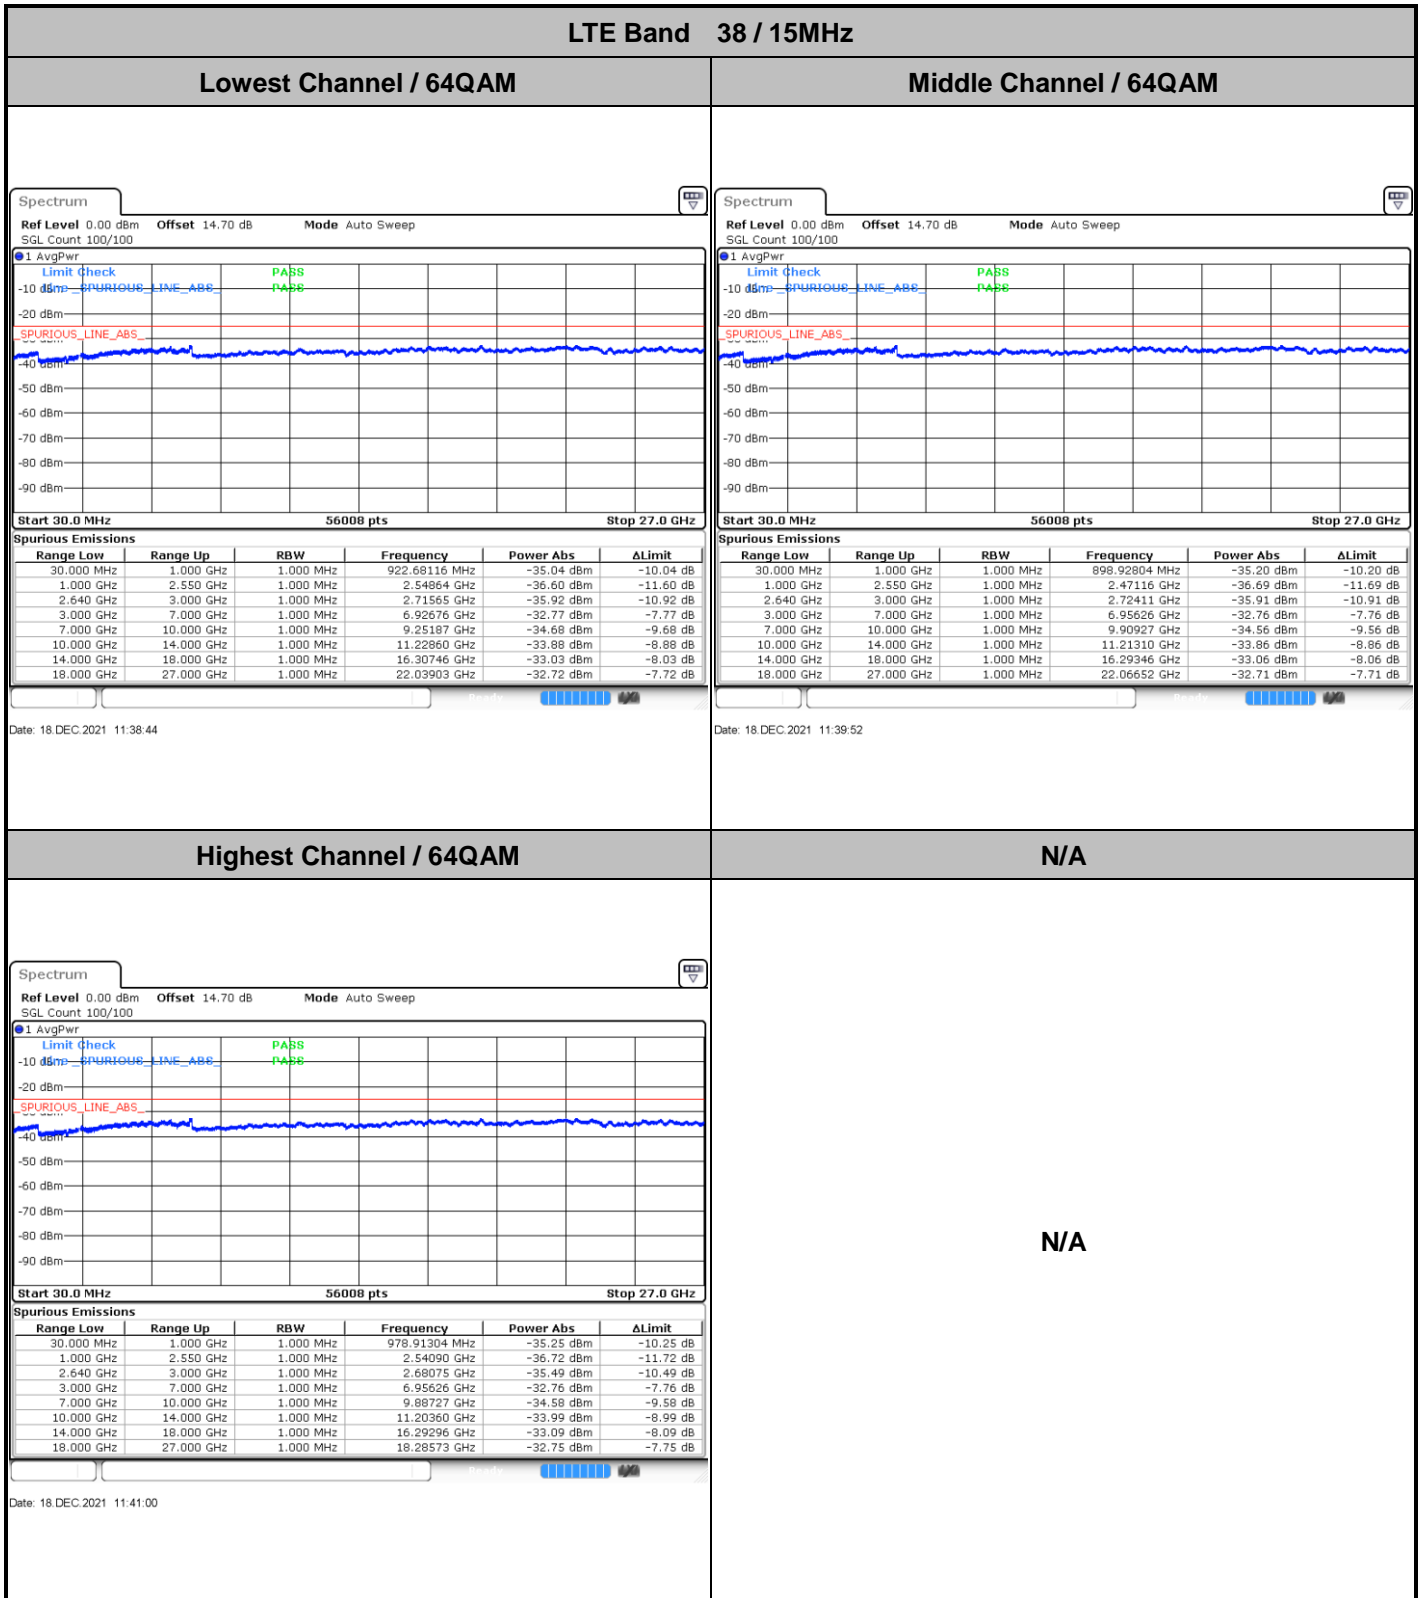 LTE Band 38 / 15MHz
Lowest Channel / 64QAM
Middle Channel / 64QAM
Spectrum
Ref Level 0.00 dBm Offset 14.70 dB Mode Auto Sweep
SGL Count 100/100
1 AvgPwr
Limit Check PASS
-10 dBm Line _SPURIOUS_LINE_ABS_ PASS
-20 dBm
_SPURIOUS_LINE_ABS_
-40 dBm
-50 dBm
-60 dBm
-70 dBm
-80 dBm
-90 dBm
Start 30.0 MHz 56008 pts Stop 27.0 GHz
Spurious Emissions
Range Low Range Up RBW Frequency Power Abs ΔLimit
30.000 MHz 1.000 GHz 1.000 MHz 922.68116 MHz -35.04 dBm -10.04 dB
1.000 GHz 2.550 GHz 1.000 MHz 2.54864 GHz -36.60 dBm -11.60 dB
2.640 GHz 3.000 GHz 1.000 MHz 2.71565 GHz -35.92 dBm -10.92 dB
3.000 GHz 7.000 GHz 1.000 MHz 6.92676 GHz -32.77 dBm -7.77 dB
7.000 GHz 10.000 GHz 1.000 MHz 9.25187 GHz -34.68 dBm -9.68 dB
10.000 GHz 14.000 GHz 1.000 MHz 11.22860 GHz -33.88 dBm -8.88 dB
14.000 GHz 18.000 GHz 1.000 MHz 16.30746 GHz -33.03 dBm -8.03 dB
18.000 GHz 27.000 GHz 1.000 MHz 22.03903 GHz -32.72 dBm -7.72 dB
Date: 18.DEC.2021 11:38:44
Spectrum
Ref Level 0.00 dBm Offset 14.70 dB Mode Auto Sweep
SGL Count 100/100
1 AvgPwr
Limit Check PASS
-10 dBm Line _SPURIOUS_LINE_ABS_ PASS
-20 dBm
_SPURIOUS_LINE_ABS_
-40 dBm
-50 dBm
-60 dBm
-70 dBm
-80 dBm
-90 dBm
Start 30.0 MHz 56008 pts Stop 27.0 GHz
Spurious Emissions
Range Low Range Up RBW Frequency Power Abs ΔLimit
30.000 MHz 1.000 GHz 1.000 MHz 898.92804 MHz -35.20 dBm -10.20 dB
1.000 GHz 2.550 GHz 1.000 MHz 2.47116 GHz -36.69 dBm -11.69 dB
2.640 GHz 3.000 GHz 1.000 MHz 2.72411 GHz -35.91 dBm -10.91 dB
3.000 GHz 7.000 GHz 1.000 MHz 6.95626 GHz -32.76 dBm -7.76 dB
7.000 GHz 10.000 GHz 1.000 MHz 9.90927 GHz -34.56 dBm -9.56 dB
10.000 GHz 14.000 GHz 1.000 MHz 11.21310 GHz -33.86 dBm -8.86 dB
14.000 GHz 18.000 GHz 1.000 MHz 16.29346 GHz -33.06 dBm -8.06 dB
18.000 GHz 27.000 GHz 1.000 MHz 22.06652 GHz -32.71 dBm -7.71 dB
Date: 18.DEC.2021 11:39:52
Highest Channel / 64QAM
N/A
Spectrum
Ref Level 0.00 dBm Offset 14.70 dB Mode Auto Sweep
SGL Count 100/100
1 AvgPwr
Limit Check PASS
-10 dBm Line _SPURIOUS_LINE_ABS_ PASS
-20 dBm
_SPURIOUS_LINE_ABS_
-40 dBm
-50 dBm
-60 dBm
-70 dBm
-80 dBm
-90 dBm
Start 30.0 MHz 56008 pts Stop 27.0 GHz
Spurious Emissions
Range Low Range Up RBW Frequency Power Abs ΔLimit
30.000 MHz 1.000 GHz 1.000 MHz 978.91304 MHz -35.25 dBm -10.25 dB
1.000 GHz 2.550 GHz 1.000 MHz 2.54090 GHz -36.72 dBm -11.72 dB
2.640 GHz 3.000 GHz 1.000 MHz 2.68075 GHz -35.49 dBm -10.49 dB
3.000 GHz 7.000 GHz 1.000 MHz 6.95626 GHz -32.76 dBm -7.76 dB
7.000 GHz 10.000 GHz 1.000 MHz 9.88727 GHz -34.58 dBm -9.58 dB
10.000 GHz 14.000 GHz 1.000 MHz 11.20360 GHz -33.99 dBm -8.99 dB
14.000 GHz 18.000 GHz 1.000 MHz 16.29296 GHz -33.09 dBm -8.09 dB
18.000 GHz 27.000 GHz 1.000 MHz 18.28573 GHz -32.75 dBm -7.75 dB
Date: 18.DEC.2021 11:41:00
N/A